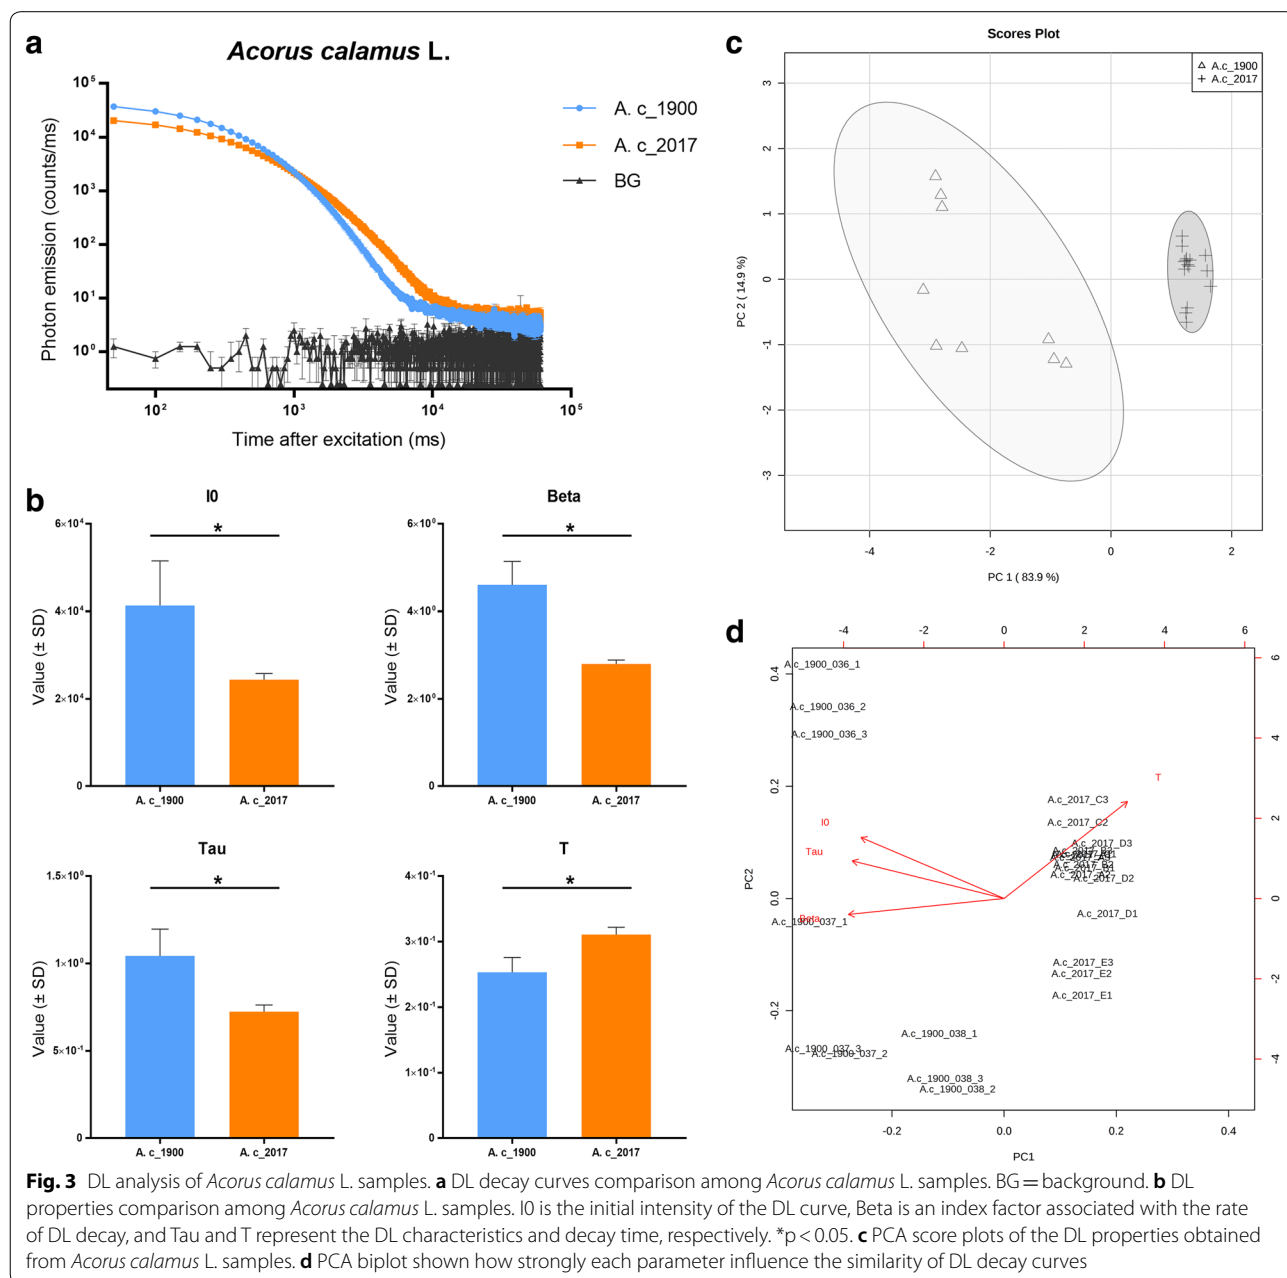 a
Acorus calamus L.
10⁵
10⁴
10³
10²
10¹
10⁰
Photon emission (counts/ms)
10²
10³
10⁴
10⁵
Time after excitation (ms)
A. c_1900
A. c_2017
BG
c
Scores Plot
A.c_1900
A.c_2017
3
2
1
0
-1
-2
-3
PC 2 ( 14.9 %)
-4
-2
0
2
PC 1 ( 83.9 %)
b
I0
*
6×10⁴
4×10⁴
2×10⁴
0
Value (± SD)
A. c_1900
A. c_2017
Beta
*
6×10⁰
4×10⁰
2×10⁰
0
Value (± SD)
A. c_1900
A. c_2017
Tau
*
1.5×10⁰
1×10⁰
5×10⁻¹
0
Value (± SD)
A. c_1900
A. c_2017
T
*
4×10⁻¹
3×10⁻¹
2×10⁻¹
1×10⁻¹
0
Value (± SD)
A. c_1900
A. c_2017
d
-4
-2
0
2
4
6
A.c_1900_036_1
A.c_1900_036_2
A.c_1900_036_3
T
A.c_2017_C3
I0
A.c_2017_C2
A.c_2017_D3
Tau
A.c_2017_A2
A.c_2017_D2
Beta
A.c_1900_037_1
A.c_2017_D1
A.c_2017_E3
A.c_2017_E2
A.c_2017_E1
A.c_1900_038_1
A.c_1900_037_3
A.c_1900_037_2
A.c_1900_038_3
A.c_1900_038_2
0.4
0.2
0.0
-0.2
PC2
6
4
2
0
-2
-4
-0.2
0.0
0.2
0.4
PC1
Fig. 3 DL analysis of Acorus calamus L. samples. a DL decay curves comparison among Acorus calamus L. samples. BG = background. b DL
properties comparison among Acorus calamus L. samples. I0 is the initial intensity of the DL curve, Beta is an index factor associated with the rate
of DL decay, and Tau and T represent the DL characteristics and decay time, respectively. *p < 0.05. c PCA score plots of the DL properties obtained
from Acorus calamus L. samples. d PCA biplot shown how strongly each parameter influence the similarity of DL decay curves